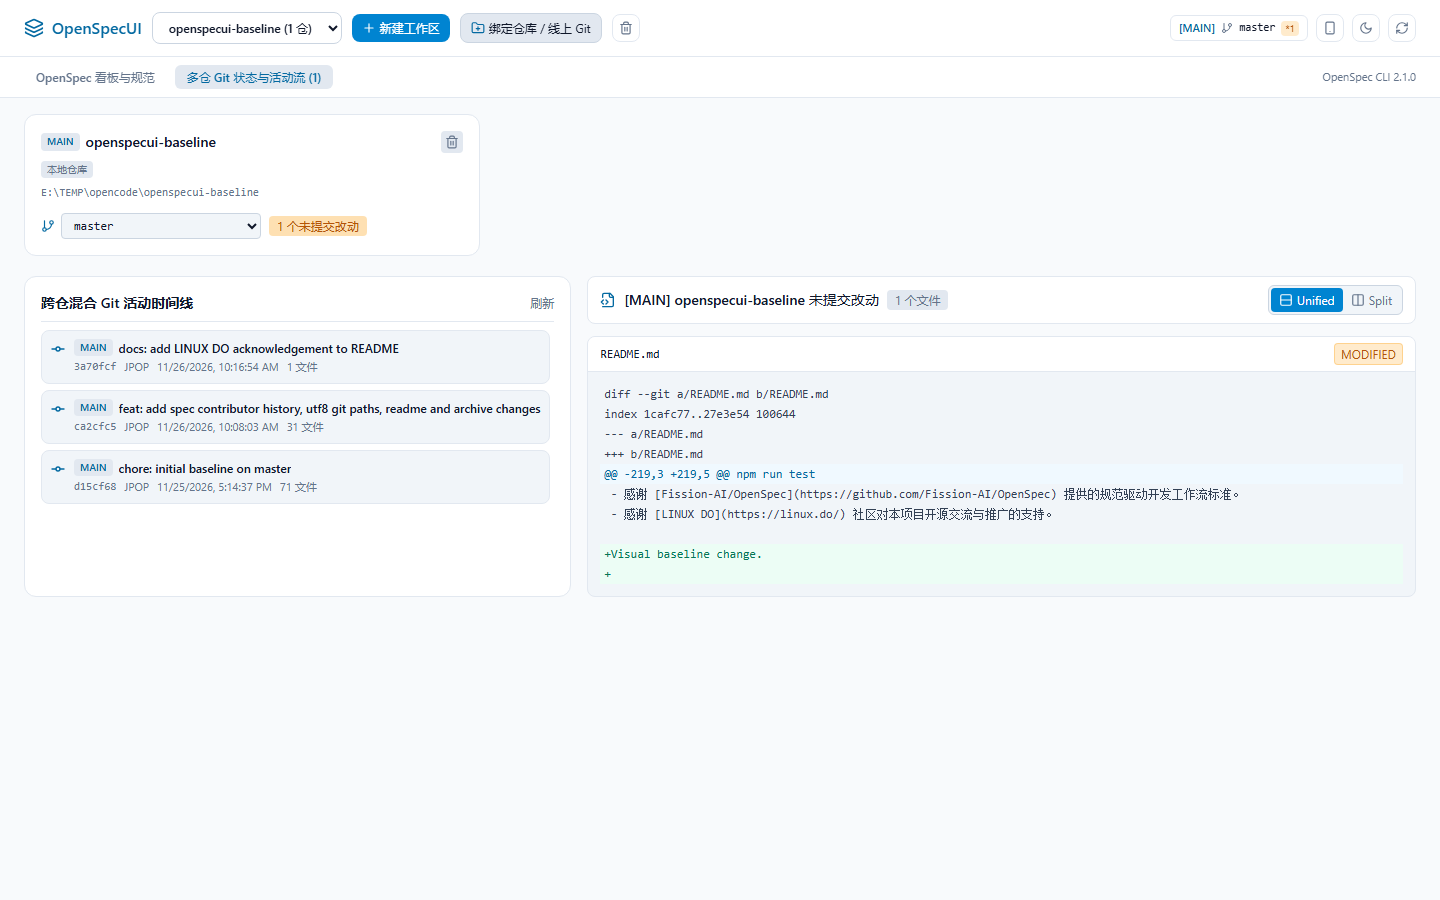 OpenSpecUI
openspecui-baseline (1 仓)
新建工作区
绑定仓库 / 线上 Git
[MAIN] master *1
OpenSpec 看板与规范
多仓 Git 状态与活动流 (1)
OpenSpec CLI 2.1.0
MAIN openspecui-baseline
本地仓库
E:\TEMP\opencode\openspecui-baseline
master
1 个未提交改动
跨仓混合 Git 活动时间线
刷新
MAIN docs: add LINUX DO acknowledgement to README
3a70fcf JPOP 11/26/2026, 10:16:54 AM 1 文件
MAIN feat: add spec contributor history, utf8 git paths, readme and archive changes
ca2cfc5 JPOP 11/26/2026, 10:08:03 AM 31 文件
MAIN chore: initial baseline on master
d15cf68 JPOP 11/25/2026, 5:14:37 PM 71 文件
[MAIN] openspecui-baseline 未提交改动 1 个文件
Unified
Split
README.md
MODIFIED
diff --git a/README.md b/README.md
index 1cafc77..27e3e54 100644
--- a/README.md
+++ b/README.md
@@ -219,3 +219,5 @@ npm run test
- 感谢 [Fission-AI/OpenSpec](https://github.com/Fission-AI/OpenSpec) 提供的规范驱动开发工作流标准。
- 感谢 [LINUX DO](https://linux.do/) 社区对本项目开源交流与推广的支持。
+Visual baseline change.
+